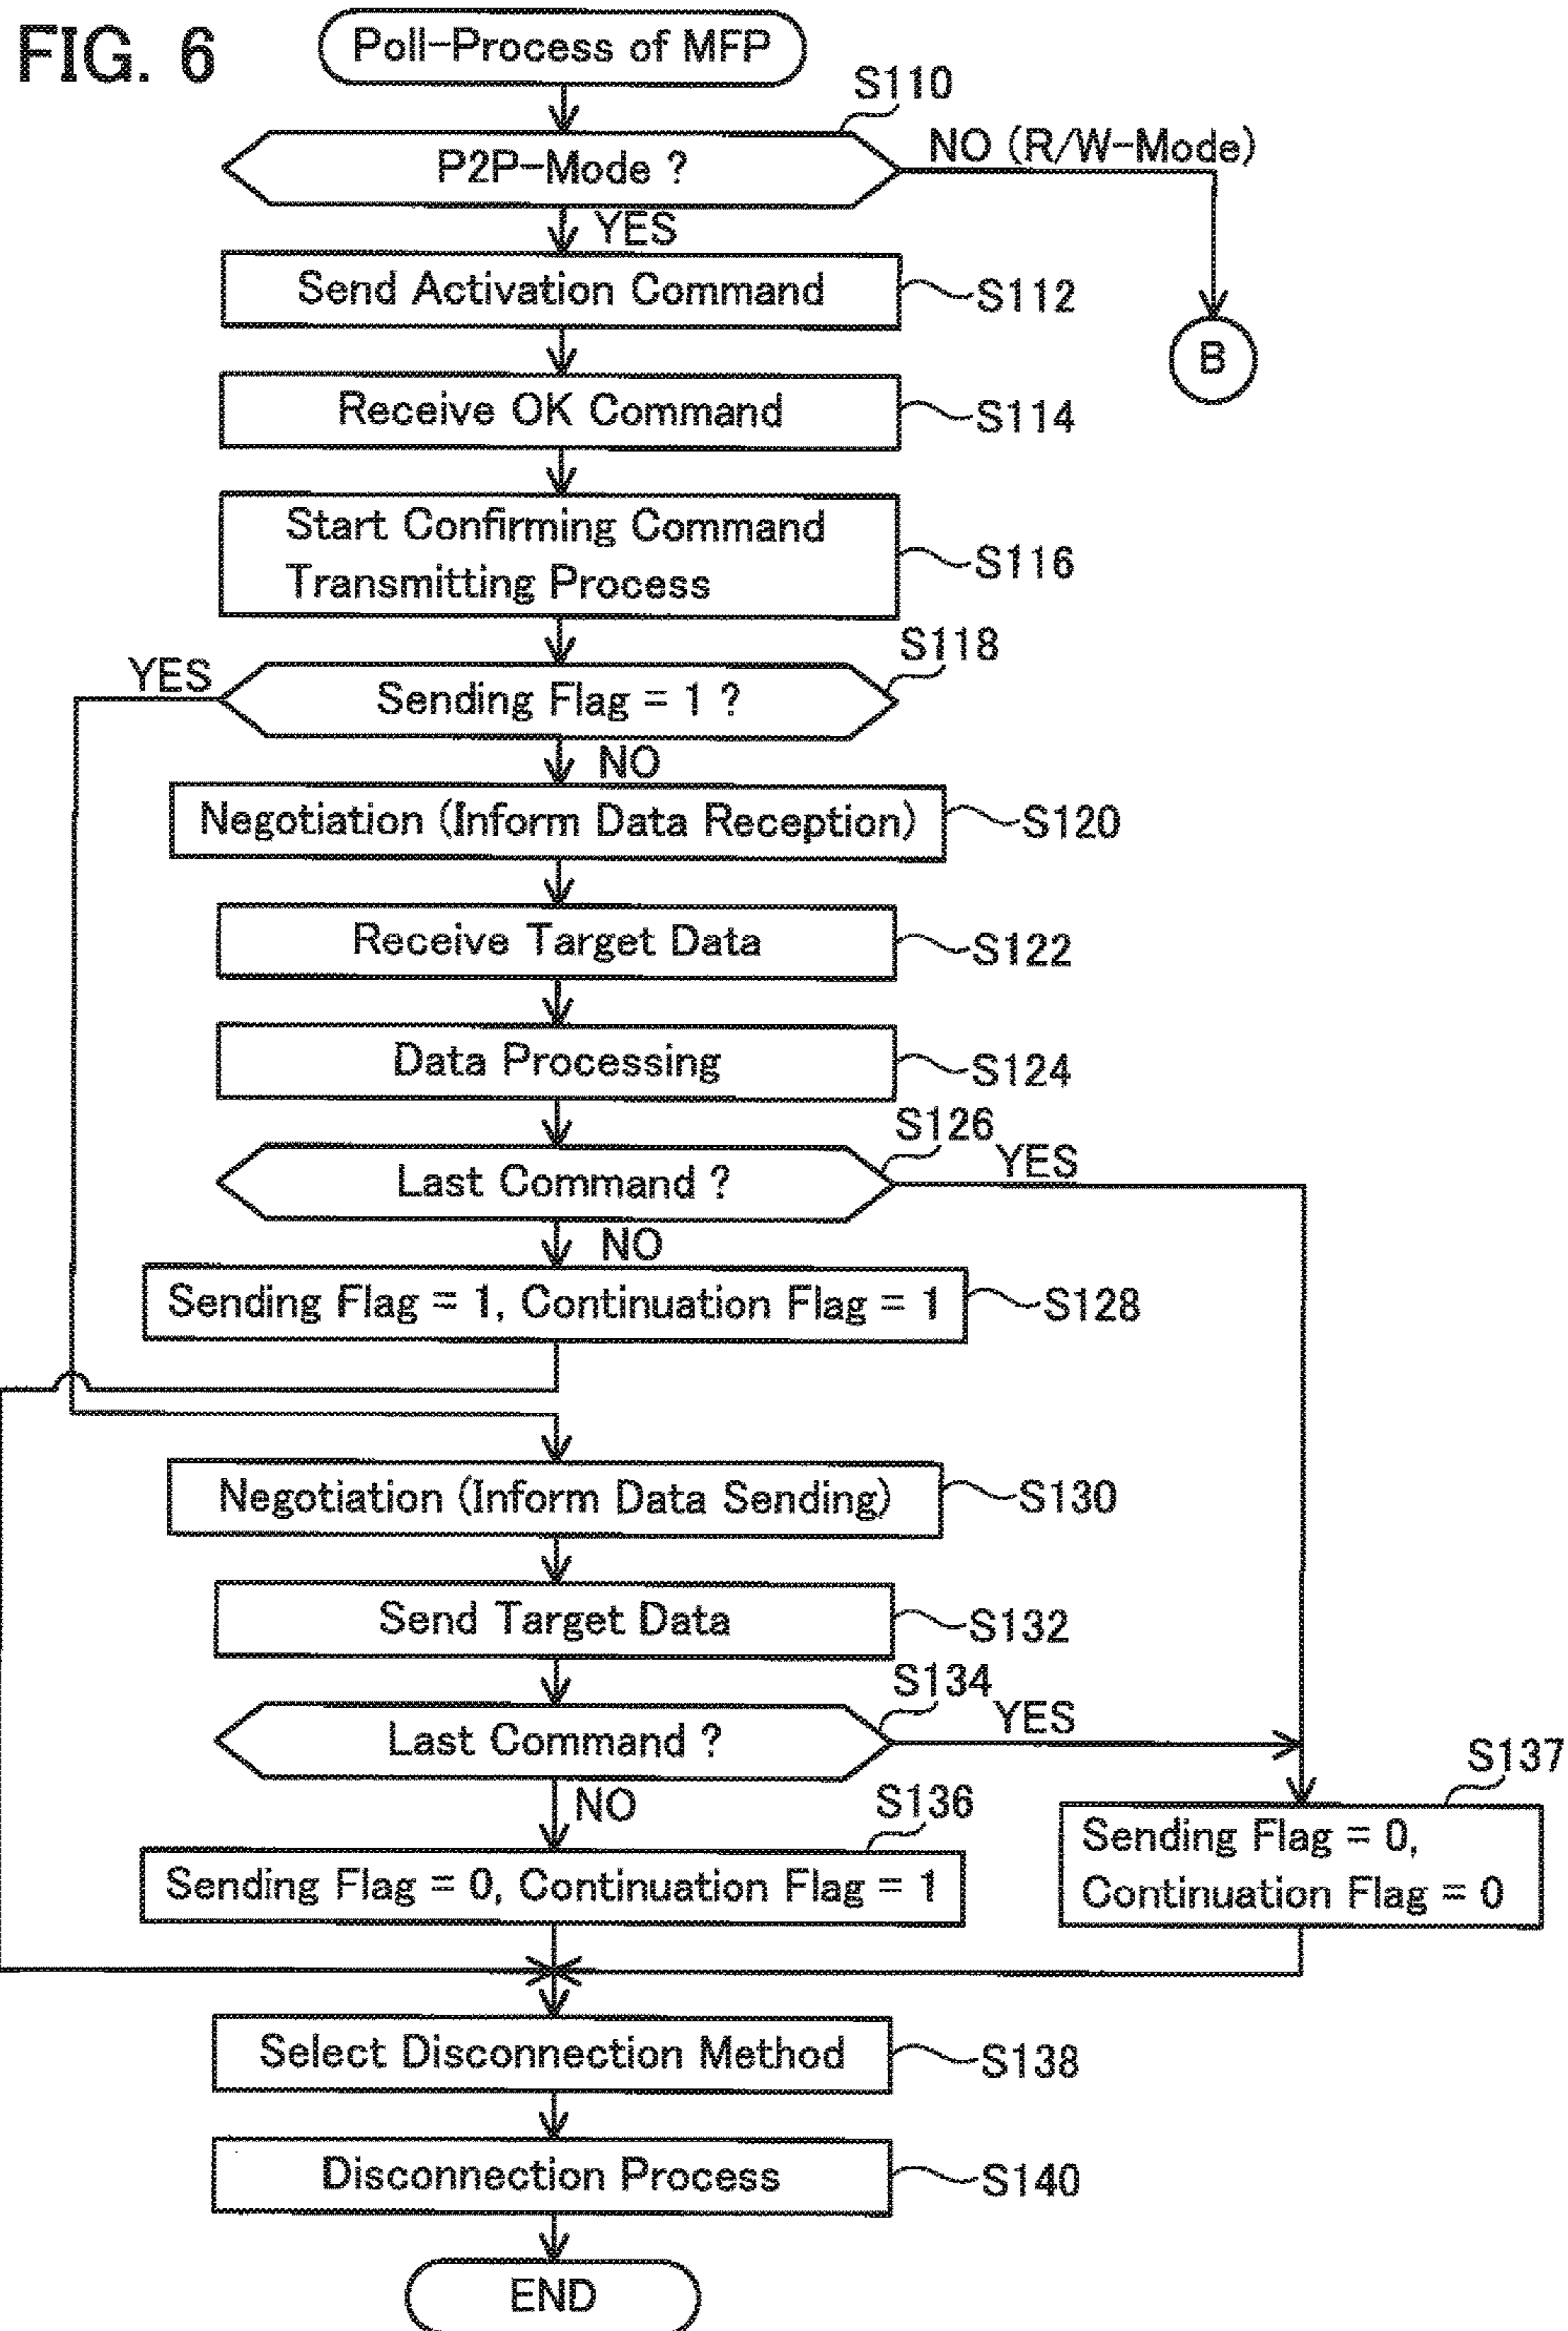 FIG. 6
Poll-Process of MFP
S110
P2P-Mode ?
NO (R/W-Mode)
YES
Send Activation Command
S112
B
Receive OK Command
S114
Start Confirming Command
Transmitting Process
S116
S118
YES
Sending Flag = 1 ?
NO
Negotiation (Inform Data Reception)
S120
Receive Target Data
S122
Data Processing
S124
S126
Last Command ?
YES
NO
Sending Flag = 1, Continuation Flag = 1
S128
Negotiation (Inform Data Sending)
S130
Send Target Data
S132
S134
Last Command ?
YES
NO
S136
Sending Flag = 0, Continuation Flag = 1
S137
Sending Flag = 0,
Continuation Flag = 0
Select Disconnection Method
S138
Disconnection Process
S140
END